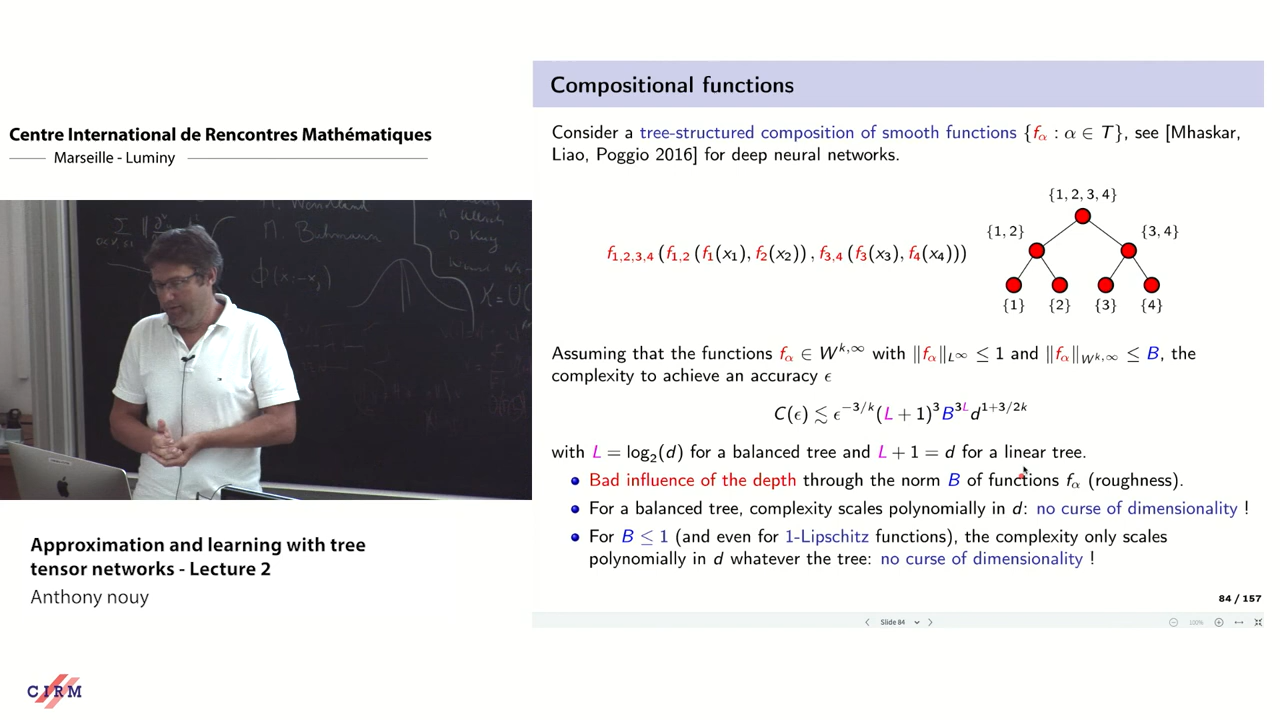 Centre International de Rencontres Mathématiques
Marseille - Luminy
N. Buhmann
D. Kuy
ϕ(x_i-x_j)
Approximation and learning with tree
tensor networks - Lecture 2
Anthony nouy
CIRM
Compositional functions
Consider a tree-structured composition of smooth functions {f_α : α ∈ T}, see [Mhaskar,
Liao, Poggio 2016] for deep neural networks.
{1, 2, 3, 4}
{1, 2}
{3, 4}
f_{1,2,3,4} (f_{1,2} (f_1(x_1), f_2(x_2)) , f_{3,4} (f_3(x_3), f_4(x_4)))
{1}
{2}
{3}
{4}
Assuming that the functions f_α ∈ W^{k,∞} with ‖f_α‖_{L^∞} ≤ 1 and ‖f_α‖_{W^{k,∞}} ≤ B, the
complexity to achieve an accuracy ϵ
C(ϵ) ≲ ϵ^{-3/k}(L + 1)^3B^{3L}d^{1+3/2k}
with L = log_2(d) for a balanced tree and L + 1 = d for a linear tree.
• Bad influence of the depth through the norm B of functions f_α (roughness).
• For a balanced tree, complexity scales polynomially in d: no curse of dimensionality !
• For B ≤ 1 (and even for 1-Lipschitz functions), the complexity only scales
polynomially in d whatever the tree: no curse of dimensionality !
84 / 157
Slide 84
100%